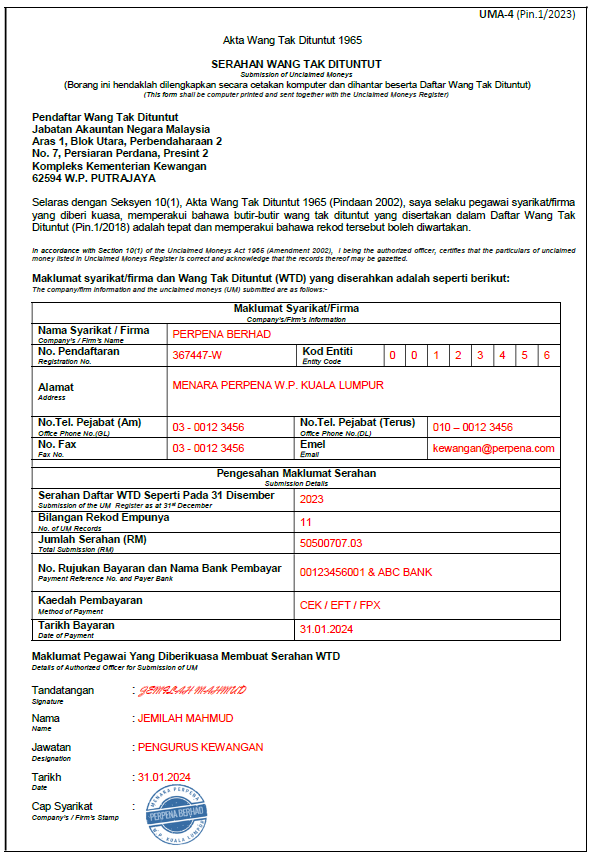 UMA-4 (Pin.1/2023)
Akta Wang Tak Dituntut 1965
SERAHAN WANG TAK DITUNTUT
Submission of Unclaimed Moneys
(Borang ini hendaklah dilengkapkan secara cetakan komputer dan dihantar beserta Daftar Wang Tak Dituntut)
(This form shall be computer printed and sent together with the Unclaimed Moneys Register)
Pendaftar Wang Tak Dituntut
Jabatan Akauntan Negara Malaysia
Aras 1, Blok Utara, Perbendaharaan 2
No. 7, Persiaran Perdana, Presint 2
Kompleks Kementerian Kewangan
62594 W.P. PUTRAJAYA
Selaras dengan Seksyen 10(1), Akta Wang Tak Dituntut 1965 (Pindaan 2002), saya selaku pegawai syarikat/firma
yang diberi kuasa, memperakui bahawa butir-butir wang tak dituntut yang disertakan dalam Daftar Wang Tak
Dituntut (Pin.1/2018) adalah tepat dan memperakui bahawa rekod tersebut boleh diwartakan.
In accordance with Section 10(1) of the Unclaimed Moneys Act 1965 (Amendment 2002), I being the authorized officer, certifies that the particulars of unclaimed
money listed in Unclaimed Moneys Register is correct and acknowledge that the records thereof may be gazetted.
Maklumat syarikat/firma dan Wang Tak Dituntut (WTD) yang diserahkan adalah seperti berikut:
The company/firm information and the unclaimed moneys (UM) submitted are as follows:-
Maklumat Syarikat/Firma
Company's/Firm's Information
Nama Syarikat / Firma PERPENA BERHAD
Company's / Firm's Name
No. Pendaftaran 367447-W Kod Entiti 0 0 1 2 3 4 5 6
Registration No. Entity Code
Alamat MENARA PERPENA W.P. KUALA LUMPUR
Address
No.Tel. Pejabat (Am) 03 - 0012 3456 No.Tel. Pejabat (Terus) 010 – 0012 3456
Office Phone No.(GL) Office Phone No.(DL)
No. Fax 03 - 0012 3456 Emel kewangan@perpena.com
Fax No. Email
Pengesahan Maklumat Serahan
Submission Details
Serahan Daftar WTD Seperti Pada 31 Disember 2023
Submission of the UM Register as at 31st December
Bilangan Rekod Empunya 11
No. of UM Records
Jumlah Serahan (RM) 50500707.03
Total Submission (RM)
No. Rujukan Bayaran dan Nama Bank Pembayar 00123456001 & ABC BANK
Payment Reference No. and Payer Bank
Kaedah Pembayaran CEK / EFT / FPX
Method of Payment
Tarikh Bayaran 31.01.2024
Date of Payment
Maklumat Pegawai Yang Diberikuasa Membuat Serahan WTD
Details of Authorized Officer for Submission of UM
Tandatangan : JEMILAH MAHMUD
Signature
Nama : JEMILAH MAHMUD
Name
Jawatan : PENGURUS KEWANGAN
Designation
Tarikh : 31.01.2024
Date
Cap Syarikat :
Company's / Firm's Stamp
MENARA PERPENA
PERPENA BERHAD
W.P. KUALA LUMPUR